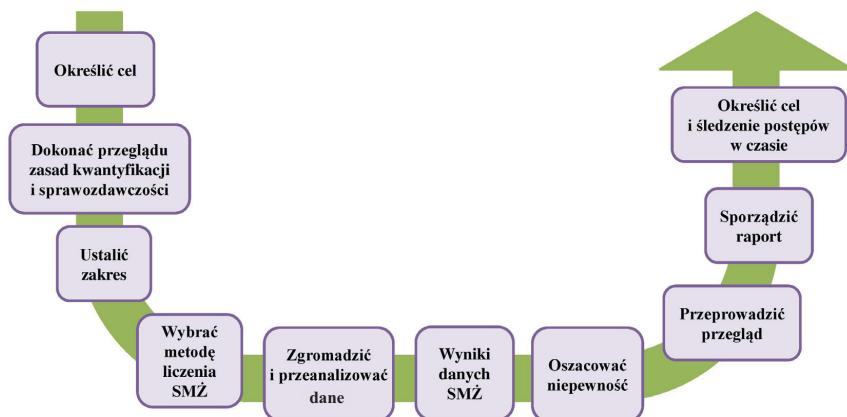 Określić cel
Dokonać przeglądu
zasad kwantyfikacji
i sprawozdawczości
Ustalić
zakres
Wybrać
metodę
liczenia
SMŻ
Zgromadzić
i przeanalizować
dane
Wyniki
danych
SMŻ
Oszacować
niepewność
Przeprowadzić
przegląd
Sporządzić
raport
Określić cel
i śledzenie postępów
w czasie